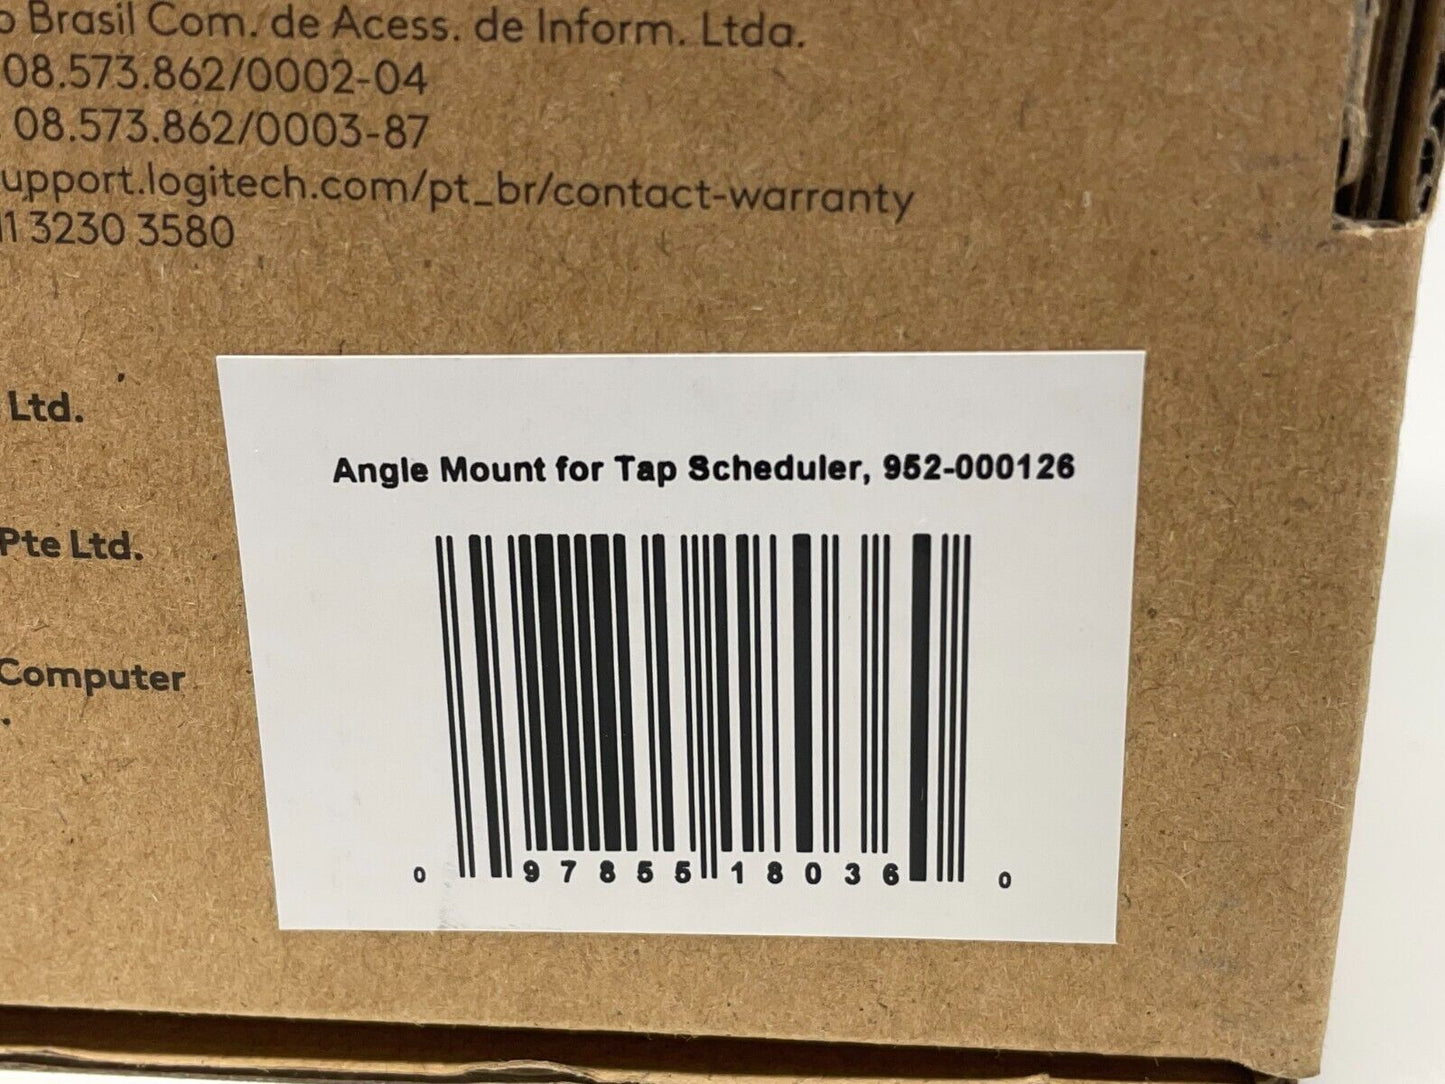 Brasil Com. de Acess. de Inform. Ltda.
08.573.862/0002-04
08.573.862/0003-87
upport.logitech.com/pt_br/contact-warranty
11 3230 3580
Ltd.
Pte Ltd.
Computer
Angle Mount for Tap Scheduler, 952-000126
0 97855 18036 0